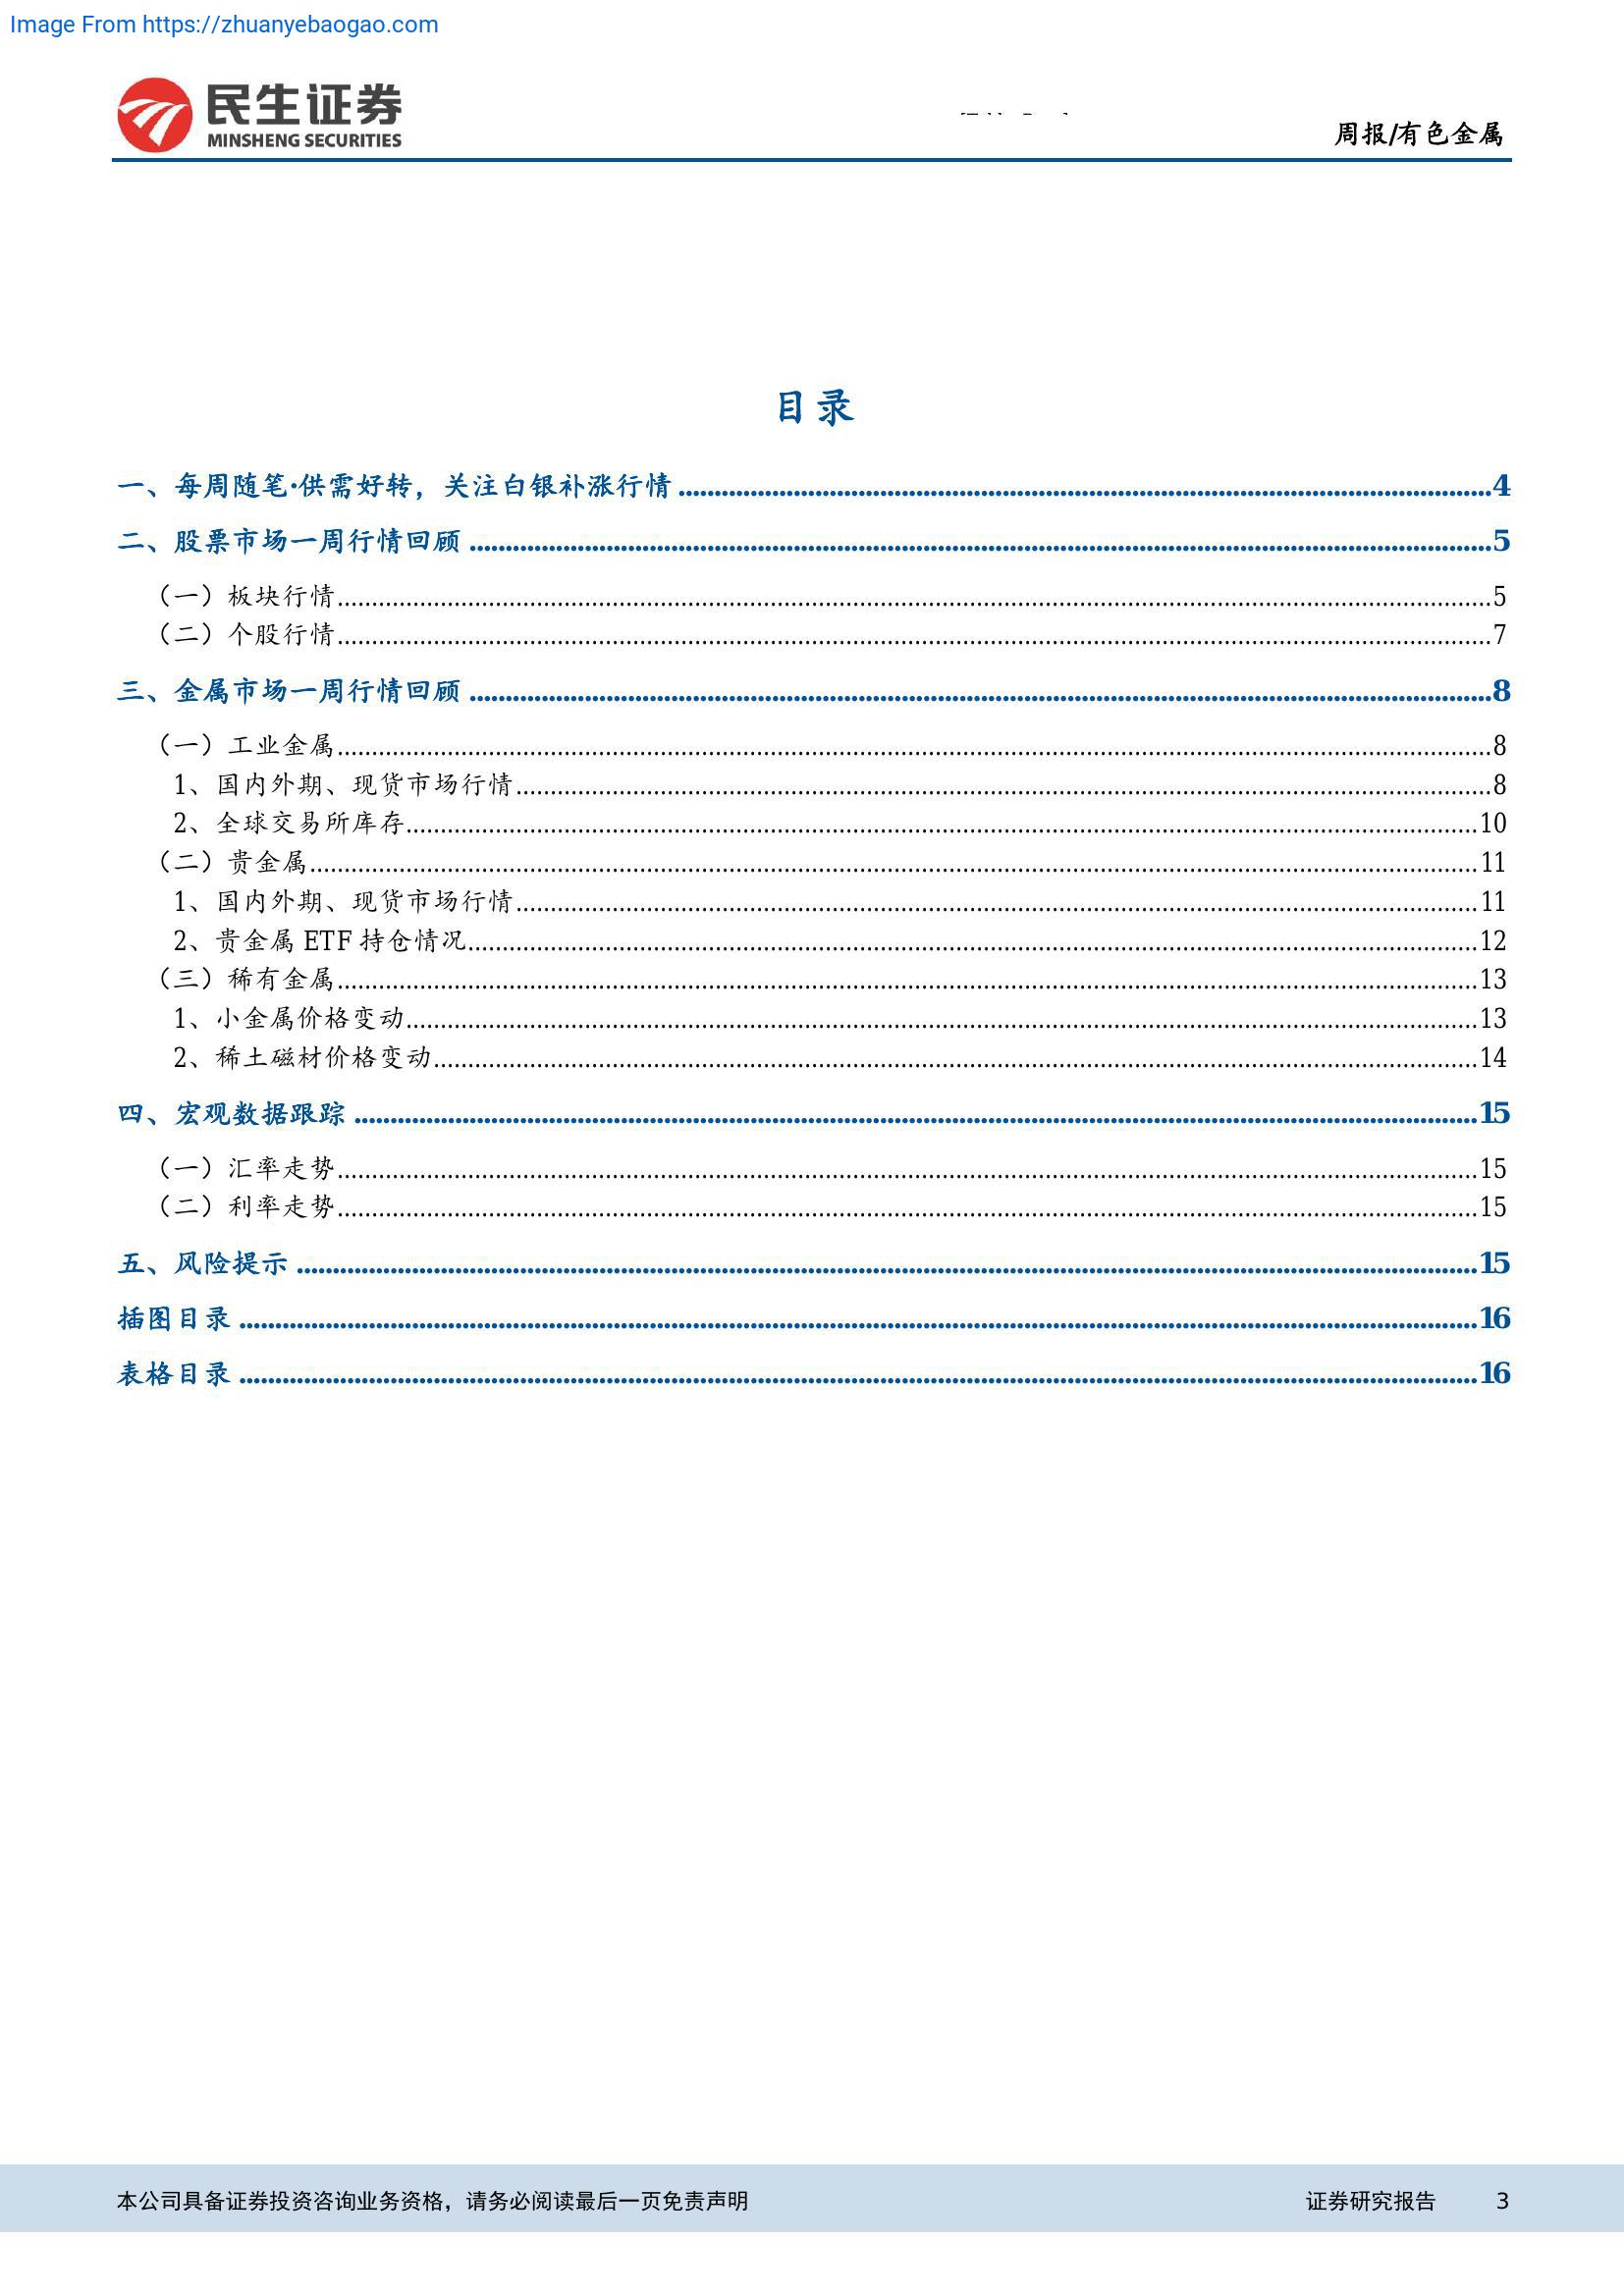 Image From https://zhuanyebaogao.com
民生证券
MINSHENG SECURITIES
周报/有色金属
目录
一、每周随笔·供需好转，关注白银补涨行情 4
二、股票市场一周行情回顾 5
（一）板块行情 5
（二）个股行情 7
三、金属市场一周行情回顾 8
（一）工业金属 8
1、国内外期、现货市场行情 8
2、全球交易所库存 10
（二）贵金属 11
1、国内外期、现货市场行情 11
2、贵金属 ETF 持仓情况 12
（三）稀有金属 13
1、小金属价格变动 13
2、稀土磁材价格变动 14
四、宏观数据跟踪 15
（一）汇率走势 15
（二）利率走势 15
五、风险提示 15
插图目录 16
表格目录 16
本公司具备证券投资咨询业务资格，请务必阅读最后一页免责声明 证券研究报告 3